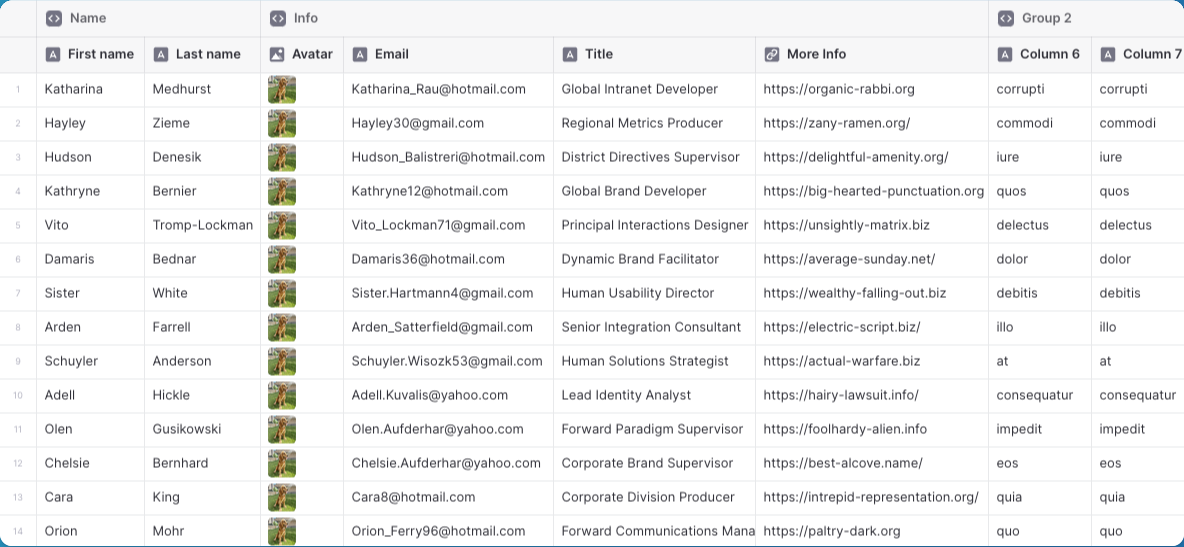 Name Info Group 2
First name Last name Avatar Email Title More Info Column 6 Column 7
1 Katharina Medhurst Katharina_Rau@hotmail.com Global Intranet Developer https://organic-rabbi.org corrupti corrupti
2 Hayley Zieme Hayley30@gmail.com Regional Metrics Producer https://zany-ramen.org/ commodi commodi
3 Hudson Denesik Hudson_Balistreri@hotmail.com District Directives Supervisor https://delightful-amenity.org/ iure iure
4 Kathryne Bernier Kathryne12@hotmail.com Global Brand Developer https://big-hearted-punctuation.org quos quos
5 Vito Tromp-Lockman Vito_Lockman71@gmail.com Principal Interactions Designer https://unsightly-matrix.biz delectus delectus
6 Damaris Bednar Damaris36@hotmail.com Dynamic Brand Facilitator https://average-sunday.net/ dolor dolor
7 Sister White Sister.Hartmann4@gmail.com Human Usability Director https://wealthy-falling-out.biz debitis debitis
8 Arden Farrell Arden_Satterfield@gmail.com Senior Integration Consultant https://electric-script.biz/ illo illo
9 Schuyler Anderson Schuyler.Wisozk53@gmail.com Human Solutions Strategist https://actual-warfare.biz at at
10 Adell Hickle Adell.Kuvalis@yahoo.com Lead Identity Analyst https://hairy-lawsuit.info/ consequatur consequatur
11 Olen Gusikowski Olen.Aufderhar@yahoo.com Forward Paradigm Supervisor https://foolhardy-alien.info impedit impedit
12 Chelsie Bernhard Chelsie.Aufderhar@yahoo.com Corporate Brand Supervisor https://best-alcove.name/ eos eos
13 Cara King Cara8@hotmail.com Corporate Division Producer https://intrepid-representation.org/ quia quia
14 Orion Mohr Orion_Ferry96@hotmail.com Forward Communications Mana https://paltry-dark.org quo quo